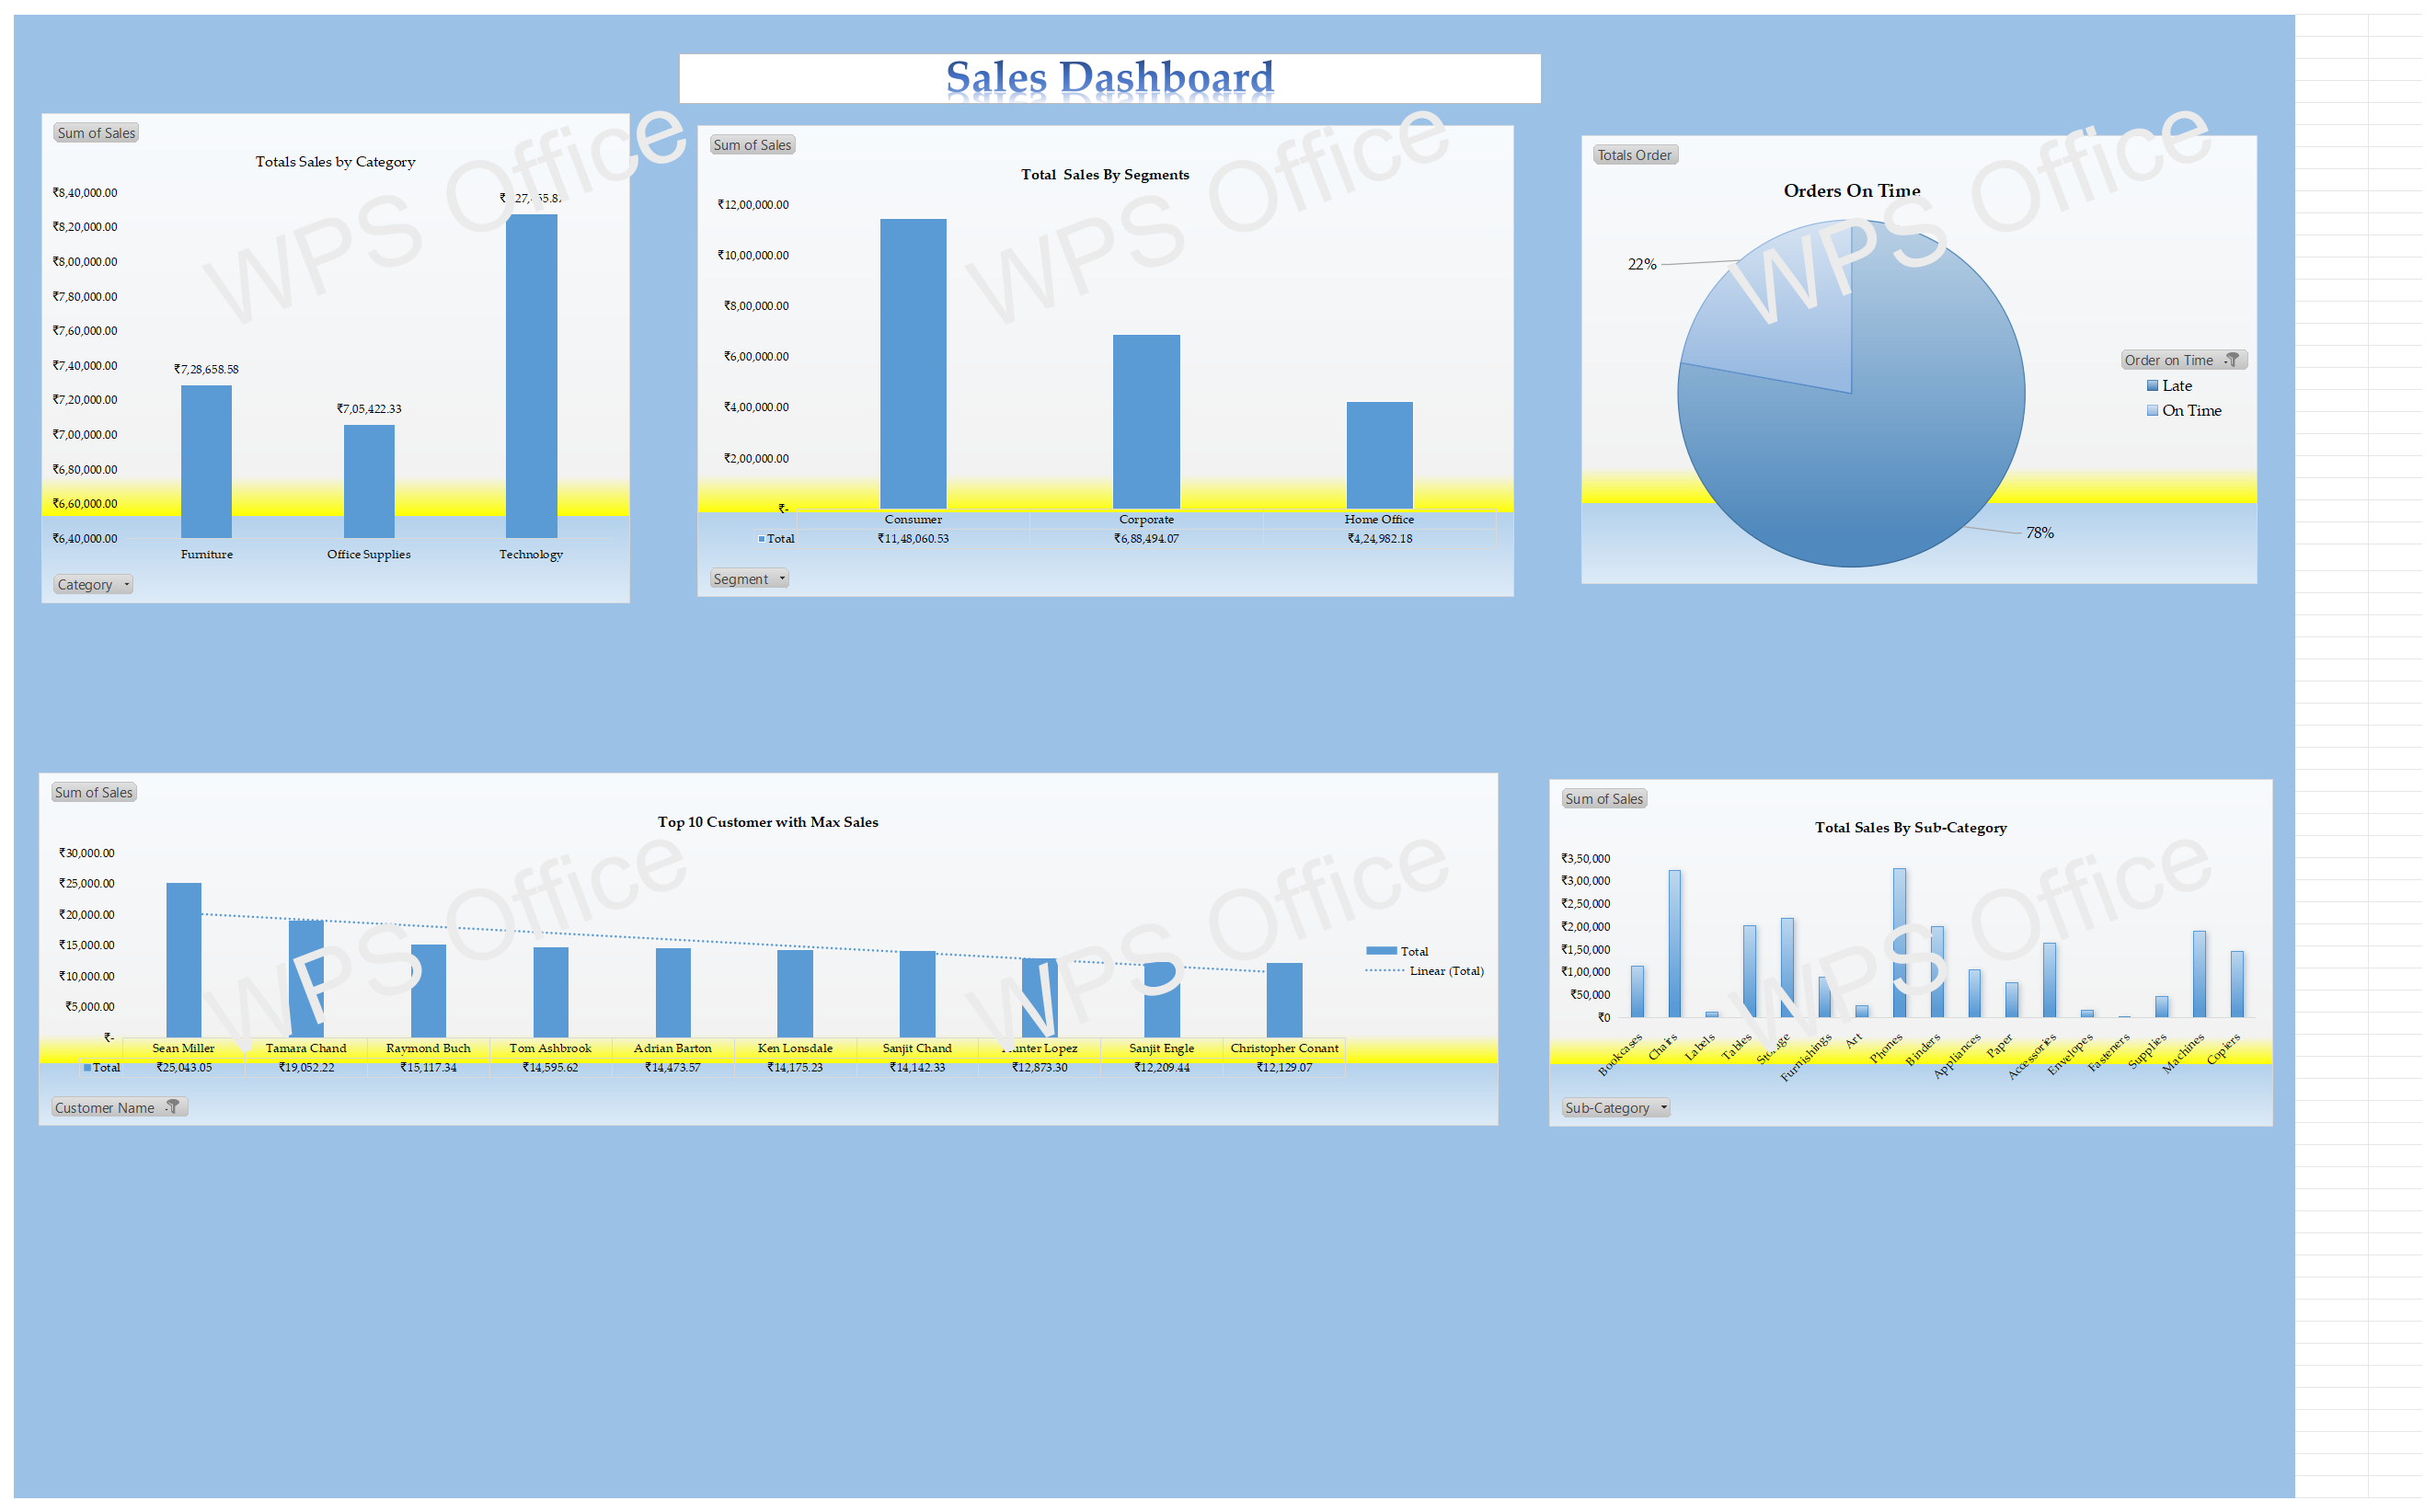 Sales Dashboard
Sum of Sales
Totals Sales by Category
₹8,40,000.00
₹8,20,000.00
₹8,00,000.00
₹7,80,000.00
₹7,60,000.00
₹7,40,000.00
₹7,20,000.00
₹7,00,000.00
₹6,80,000.00
₹6,60,000.00
₹6,40,000.00
₹7,28,658.58
₹7,05,422.33
Furniture Office Supplies Technology
Category
WPS Office
Sum of Sales
Total Sales By Segments
₹12,00,000.00
₹10,00,000.00
₹8,00,000.00
₹6,00,000.00
₹4,00,000.00
₹2,00,000.00
₹-
Consumer Corporate Home Office
Total ₹11,48,060.53 ₹6,88,494.07 ₹4,24,982.18
Segment
WPS Office
Totals Order
Orders On Time
22%
78%
Order on Time
Late
On Time
WPS Office
Sum of Sales
Top 10 Customer with Max Sales
₹30,000.00
₹25,000.00
₹20,000.00
₹15,000.00
₹10,000.00
₹5,000.00
₹-
Sean Miller Tamara Chand Raymond Buch Tom Ashbrook Adrian Barton Ken Lonsdale Sanjit Chand Hunter Lopez Sanjit Engle Christopher Conant
Total ₹25,043.05 ₹19,052.22 ₹15,117.34 ₹14,595.62 ₹14,473.57 ₹14,175.23 ₹14,142.33 ₹12,873.30 ₹12,209.44 ₹12,129.07
Total
Linear (Total)
Customer Name
WPS Office
WPS Office
Sum of Sales
Total Sales By Sub-Category
₹3,50,000
₹3,00,000
₹2,50,000
₹2,00,000
₹1,50,000
₹1,00,000
₹50,000
₹0
Bookcases Chairs Labels Tables Storage Furnishings Art Phones Binders Appliances Paper Accessories Envelopes Fasteners Supplies Machines Copiers
Sub-Category
WPS Office